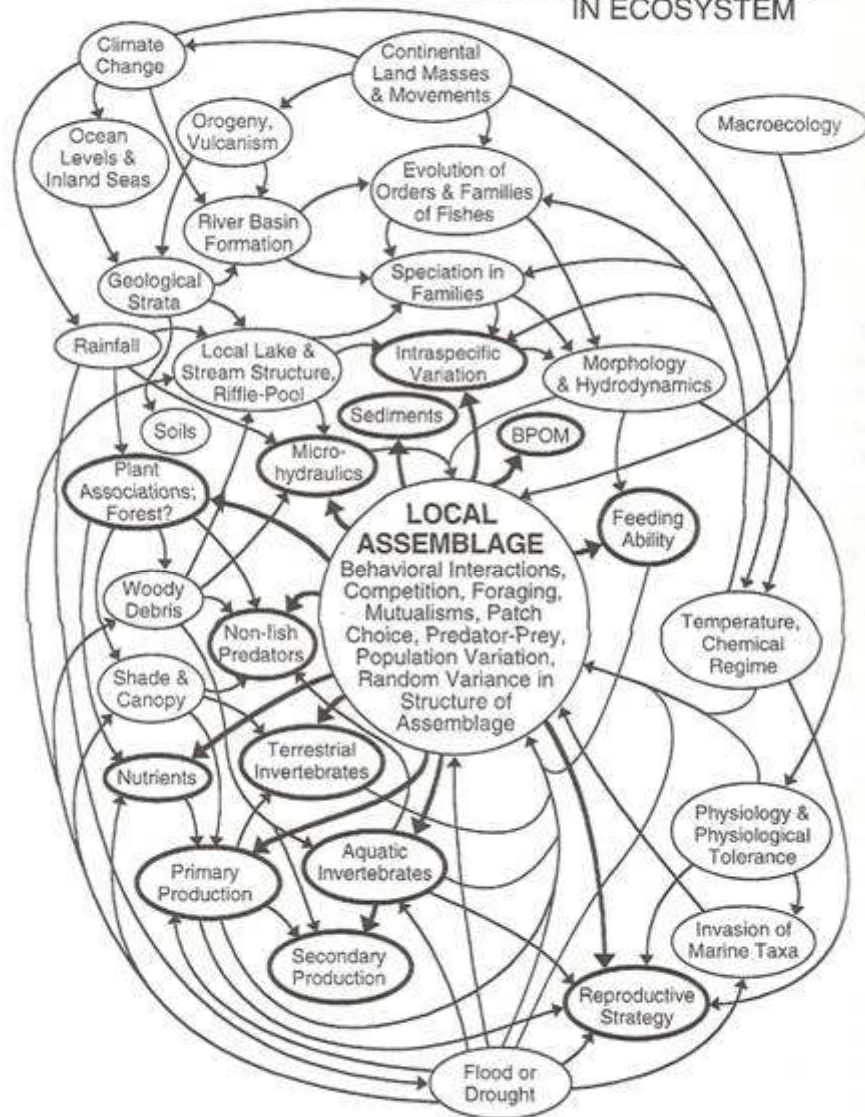 IN ECOSYSTEM
Climate
Change
Continental
Land Masses
& Movements
Macroecology
Ocean
Levels &
Inland Seas
Orogeny,
Vulcanism
Evolution of
Orders & Families
of Fishes
River Basin
Formation
Geological
Strata
Speciation in
Families
Rainfall
Local Lake &
Stream Structure,
Riffle-Pool
Intraspecific
Variation
Morphology
& Hydrodynamics
Soils
Sediments
BPOM
Micro-
hydraulics
Plant
Associations;
Forest?
LOCAL
ASSEMBLAGE
Behavioral Interactions,
Competition, Foraging,
Mutualisms, Patch
Choice, Predator-Prey,
Population Variation,
Random Variance in
Structure of
Assemblage
Feeding
Ability
Woody
Debris
Non-fish
Predators
Temperature,
Chemical
Regime
Shade &
Canopy
Terrestrial
Invertebrates
Nutrients
Physiology &
Physiological
Tolerance
Primary
Production
Aquatic
Invertebrates
Invasion of
Marine Taxa
Secondary
Production
Reproductive
Strategy
Flood or
Drought